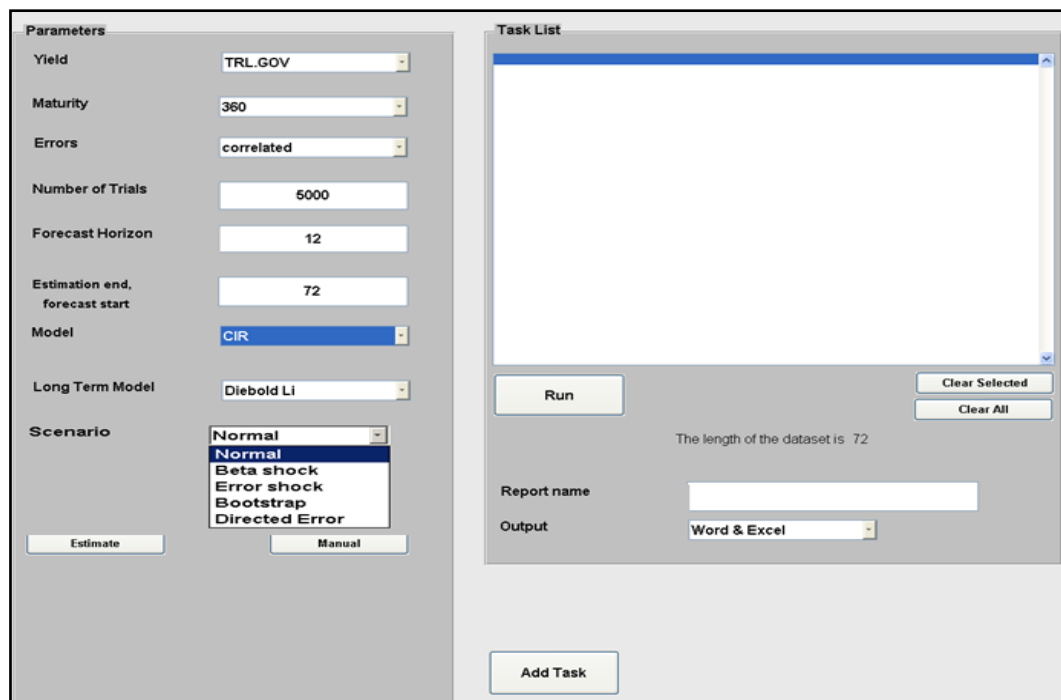 Parameters
Yield
TRL.GOV
Maturity
360
Errors
correlated
Number of Trials
5000
Forecast Horizon
12
Estimation end,
forecast start
72
Model
CIR
Long Term Model
Diebold Li
Scenario
Normal
Normal
Beta shock
Error shock
Bootstrap
Directed Error
Estimate
Manual
Task List
Run
Clear Selected
Clear All
The length of the dataset is 72
Report name
Output
Word & Excel
Add Task